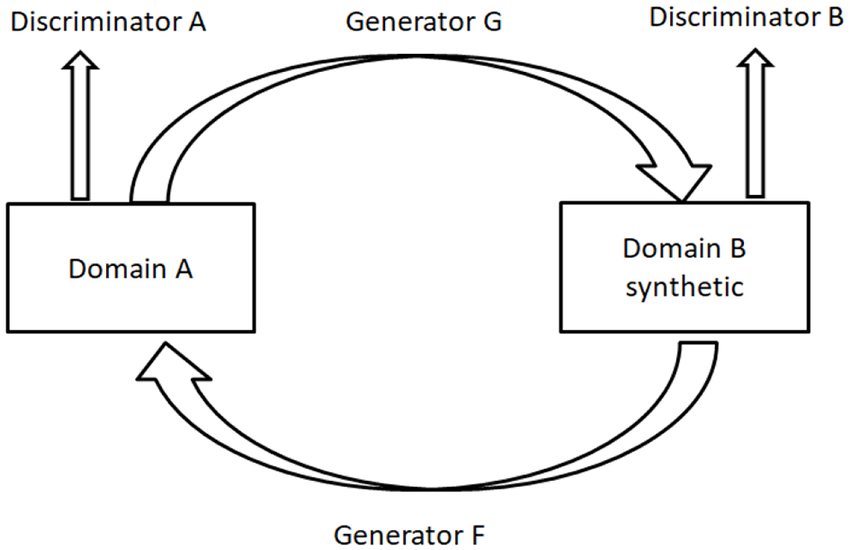 Discriminator A
Generator G
Discriminator B
Domain A
Domain B
synthetic
Generator F